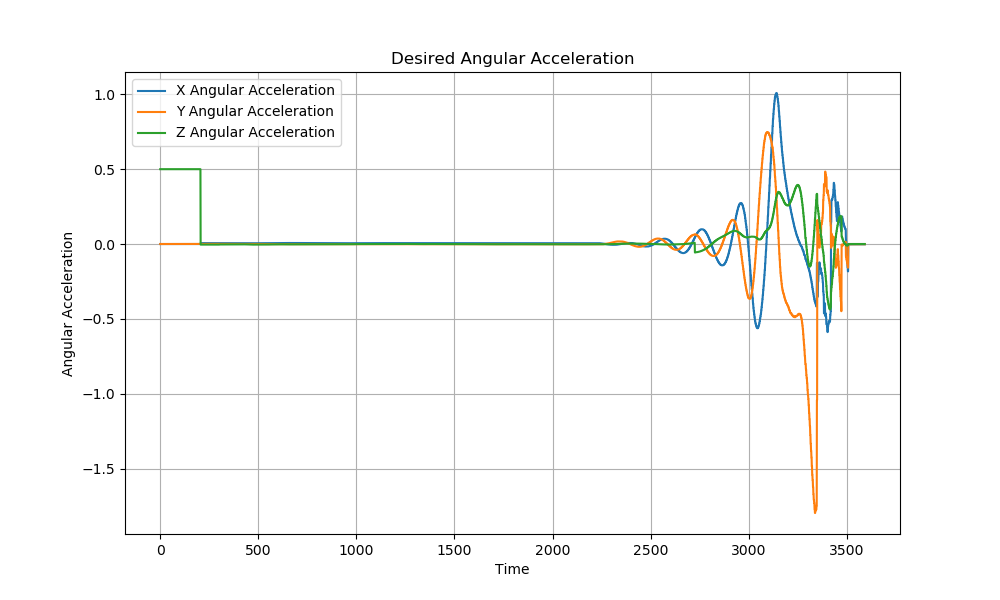 Desired Angular Acceleration
X Angular Acceleration
Y Angular Acceleration
Z Angular Acceleration
Angular Acceleration
1.0
0.5
0.0
−0.5
−1.0
−1.5
0 500 1000 1500 2000 2500 3000 3500
Time